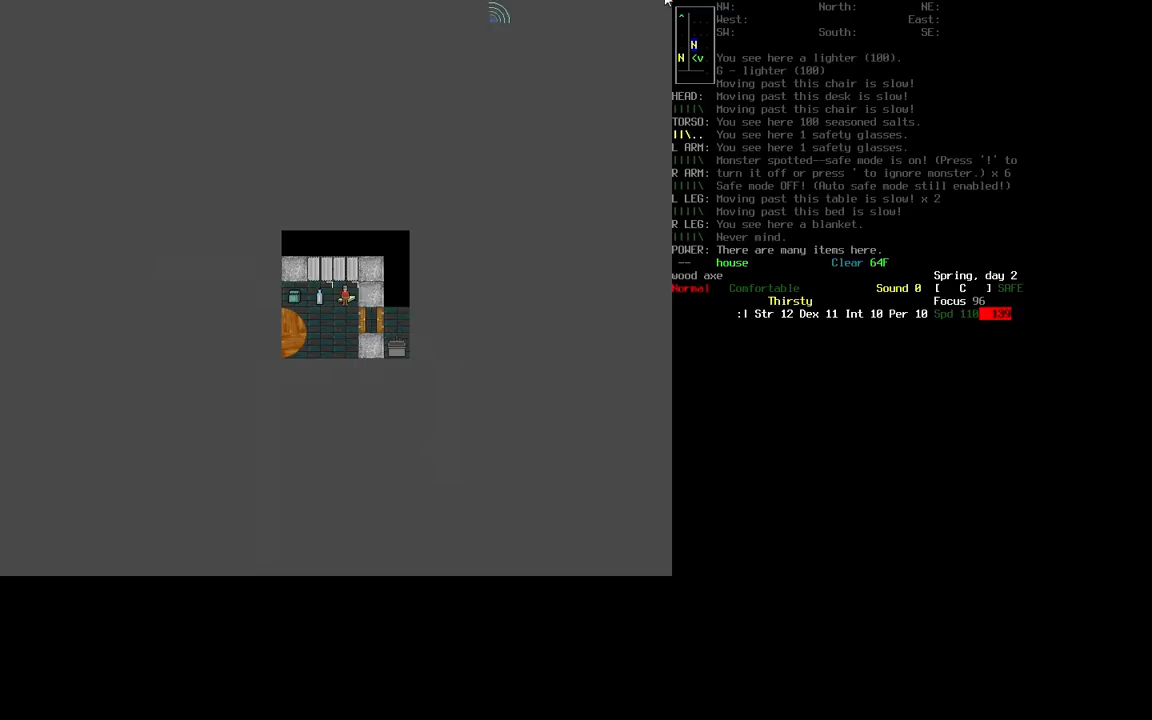 NW: North: NE:
West: East:
SW: South: SE:
You see here a lighter (100).
G - lighter (100)
Moving past this chair is slow!
HEAD: Moving past this desk is slow!
||||\ Moving past this chair is slow!
TORSO: You see here 100 seasoned salts.
||\.. You see here 1 safety glasses.
L ARM: You see here 1 safety glasses.
||||\ Monster spotted--safe mode is on! (Press '!' to
R ARM: turn it off or press ' to ignore monster.) x 6
||||\ Safe mode OFF! (Auto safe mode still enabled!)
L LEG: Moving past this table is slow! x 2
||||\ Moving past this bed is slow!
R LEG: You see here a blanket.
||||\ Never mind.
POWER: There are many items here.
-- house Clear 64F
wood axe Spring, day 2
Normal Comfortable Sound 0 [ C ] SAFE
Thirsty Focus 96
:| Str 12 Dex 11 Int 10 Per 10 Spd 110